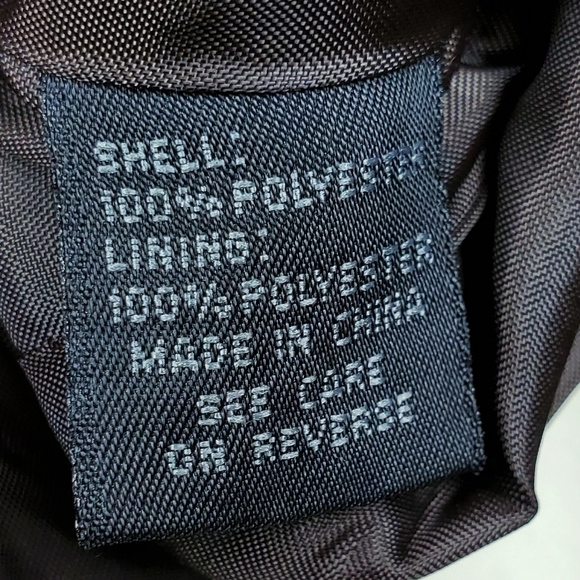 SHELL:
100% POLYESTER
LINING:
100% POLYESTER
MADE IN CHINA
SEE CARE
ON REVERSE